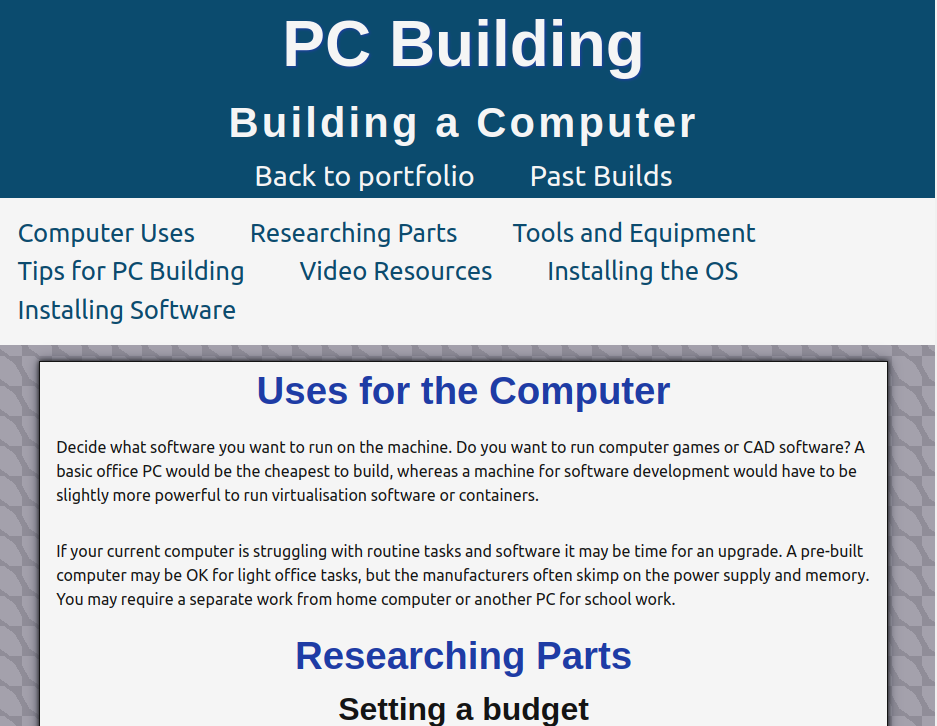 PC Building
Building a Computer
Back to portfolio Past Builds
Computer Uses Researching Parts Tools and Equipment
Tips for PC Building Video Resources Installing the OS
Installing Software
Uses for the Computer
Decide what software you want to run on the machine. Do you want to run computer games or CAD software? A
basic office PC would be the cheapest to build, whereas a machine for software development would have to be
slightly more powerful to run virtualisation software or containers.
If your current computer is struggling with routine tasks and software it may be time for an upgrade. A pre-built
computer may be OK for light office tasks, but the manufacturers often skimp on the power supply and memory.
You may require a separate work from home computer or another PC for school work.
Researching Parts
Setting a budget